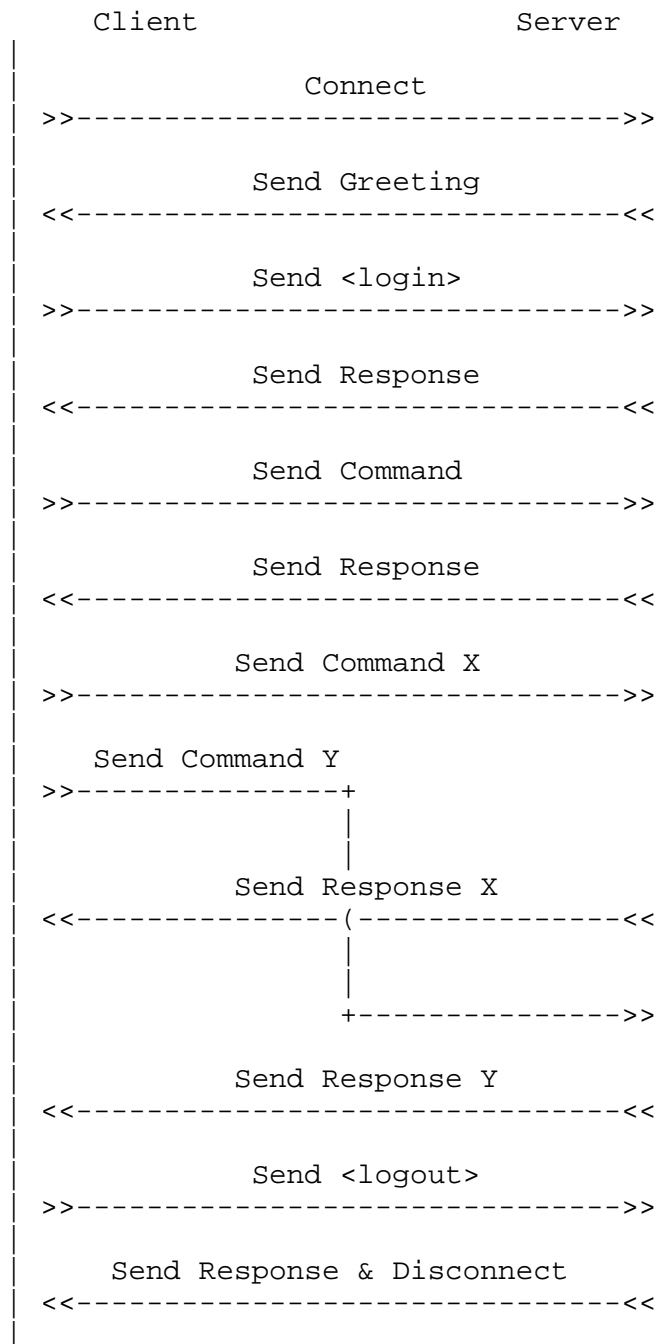 Client Server
Connect
Send Greeting
Send <login>
Send Response
Send Command
Send Response
Send Command X
Send Command Y
Send Response X
Send Response Y
Send <logout>
Send Response & Disconnect